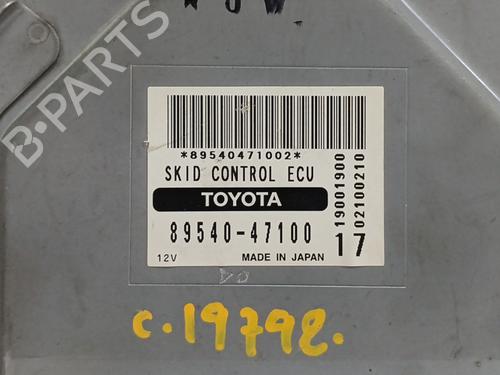 B-PARTS
*89540471002*
SKID CONTROL ECU
TOYOTA
89540-47100
17
12V
MADE IN JAPAN
19001900
02100210
C.19792.